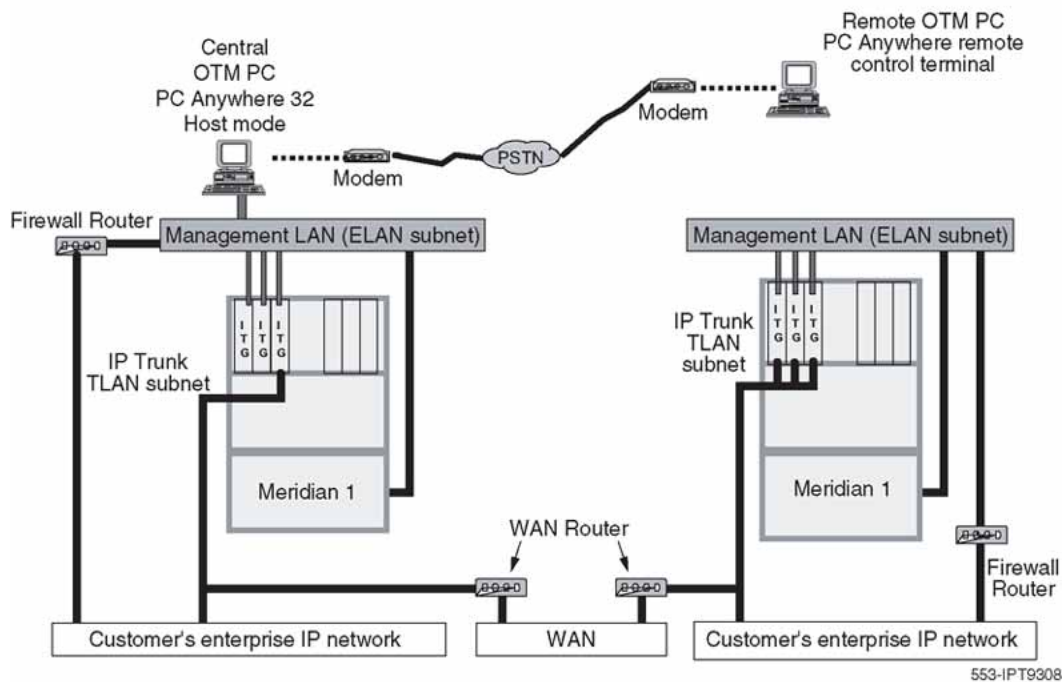 Central
OTM PC
PC Anywhere 32
Host mode
Remote OTM PC
PC Anywhere remote
control terminal
Modem
PSTN
Modem
Firewall Router
Management LAN (ELAN subnet)
Management LAN (ELAN subnet)
I T G
I T G
I T G
IP Trunk
TLAN subnet
Meridian 1
I T G
I T G
I T G
IP Trunk
TLAN subnet
Meridian 1
WAN Router
Firewall
Router
Customer's enterprise IP network
WAN
Customer's enterprise IP network
553-IPT9308